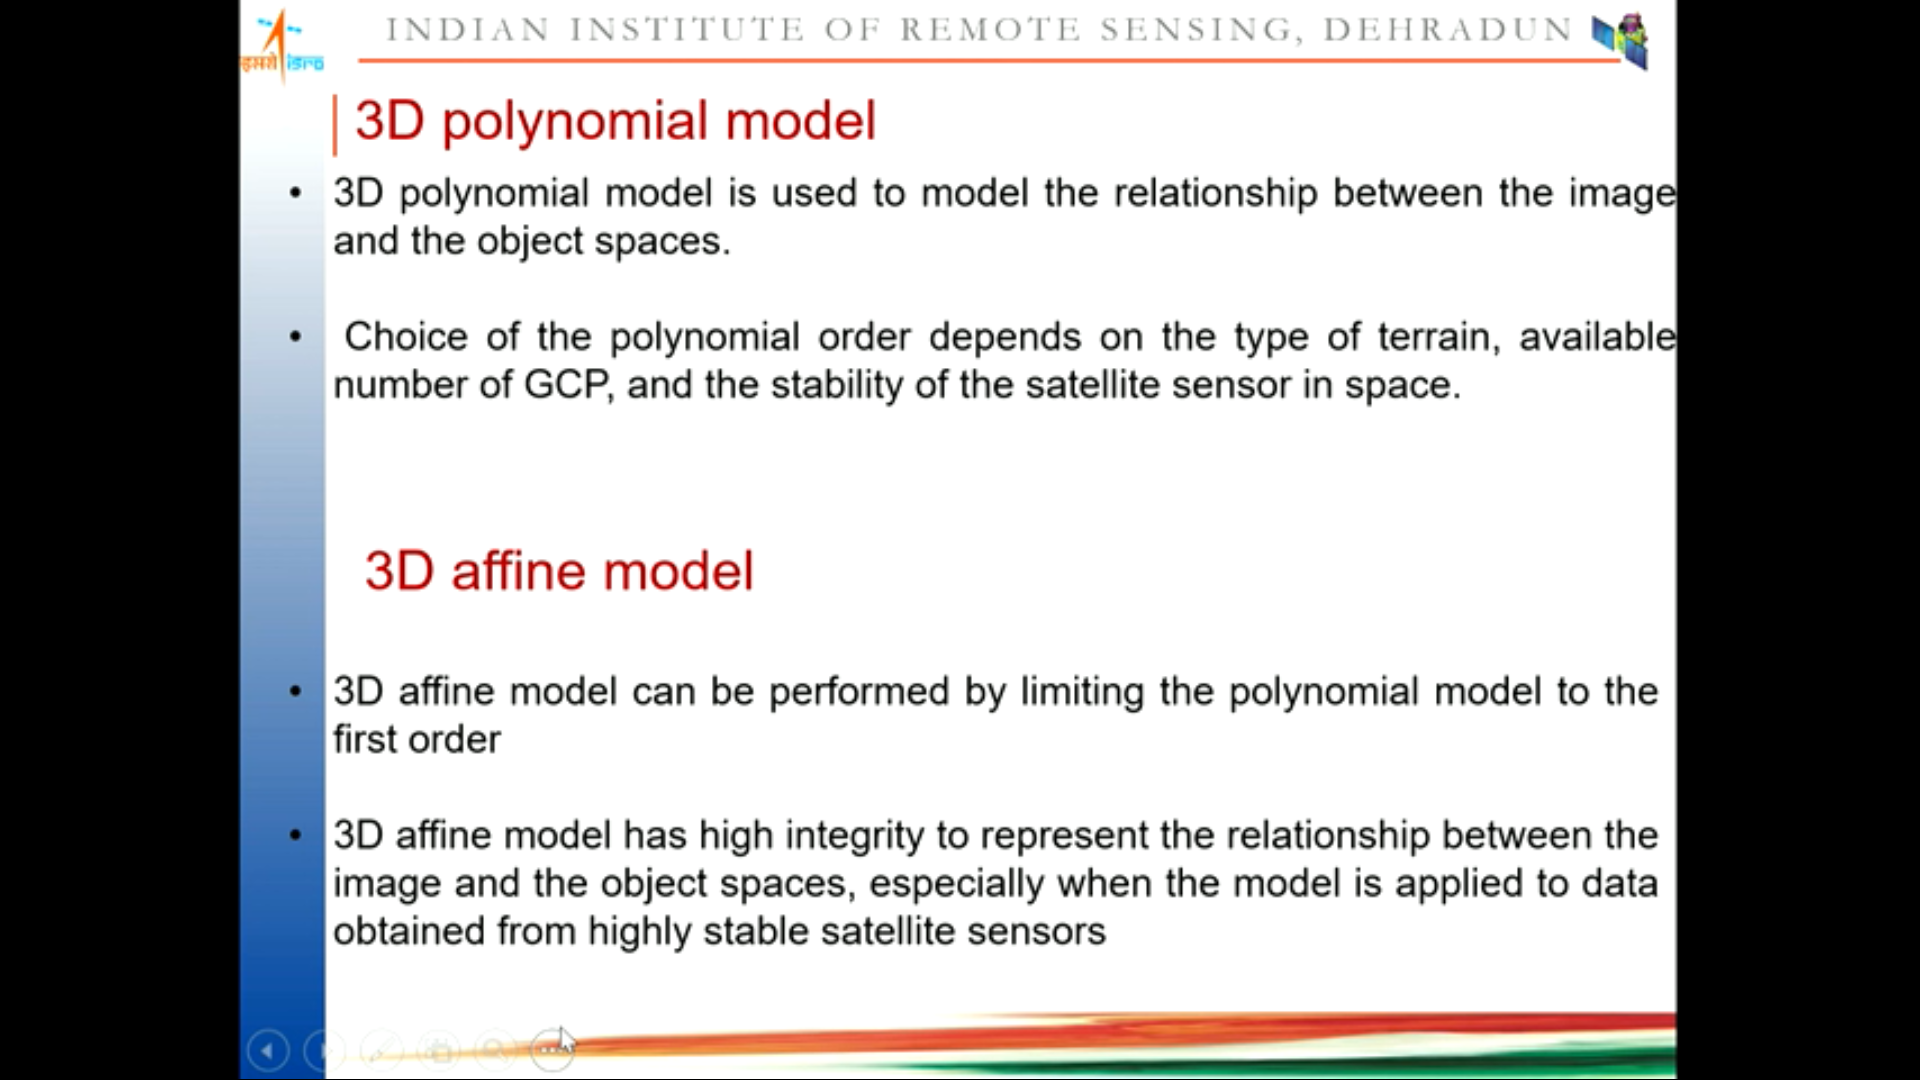 INDIAN INSTITUTE OF REMOTE SENSING, DEHRADUN
इसरो isro
3D polynomial model
• 3D polynomial model is used to model the relationship between the image
and the object spaces.
• Choice of the polynomial order depends on the type of terrain, available
number of GCP, and the stability of the satellite sensor in space.
3D affine model
• 3D affine model can be performed by limiting the polynomial model to the
first order
• 3D affine model has high integrity to represent the relationship between the
image and the object spaces, especially when the model is applied to data
obtained from highly stable satellite sensors